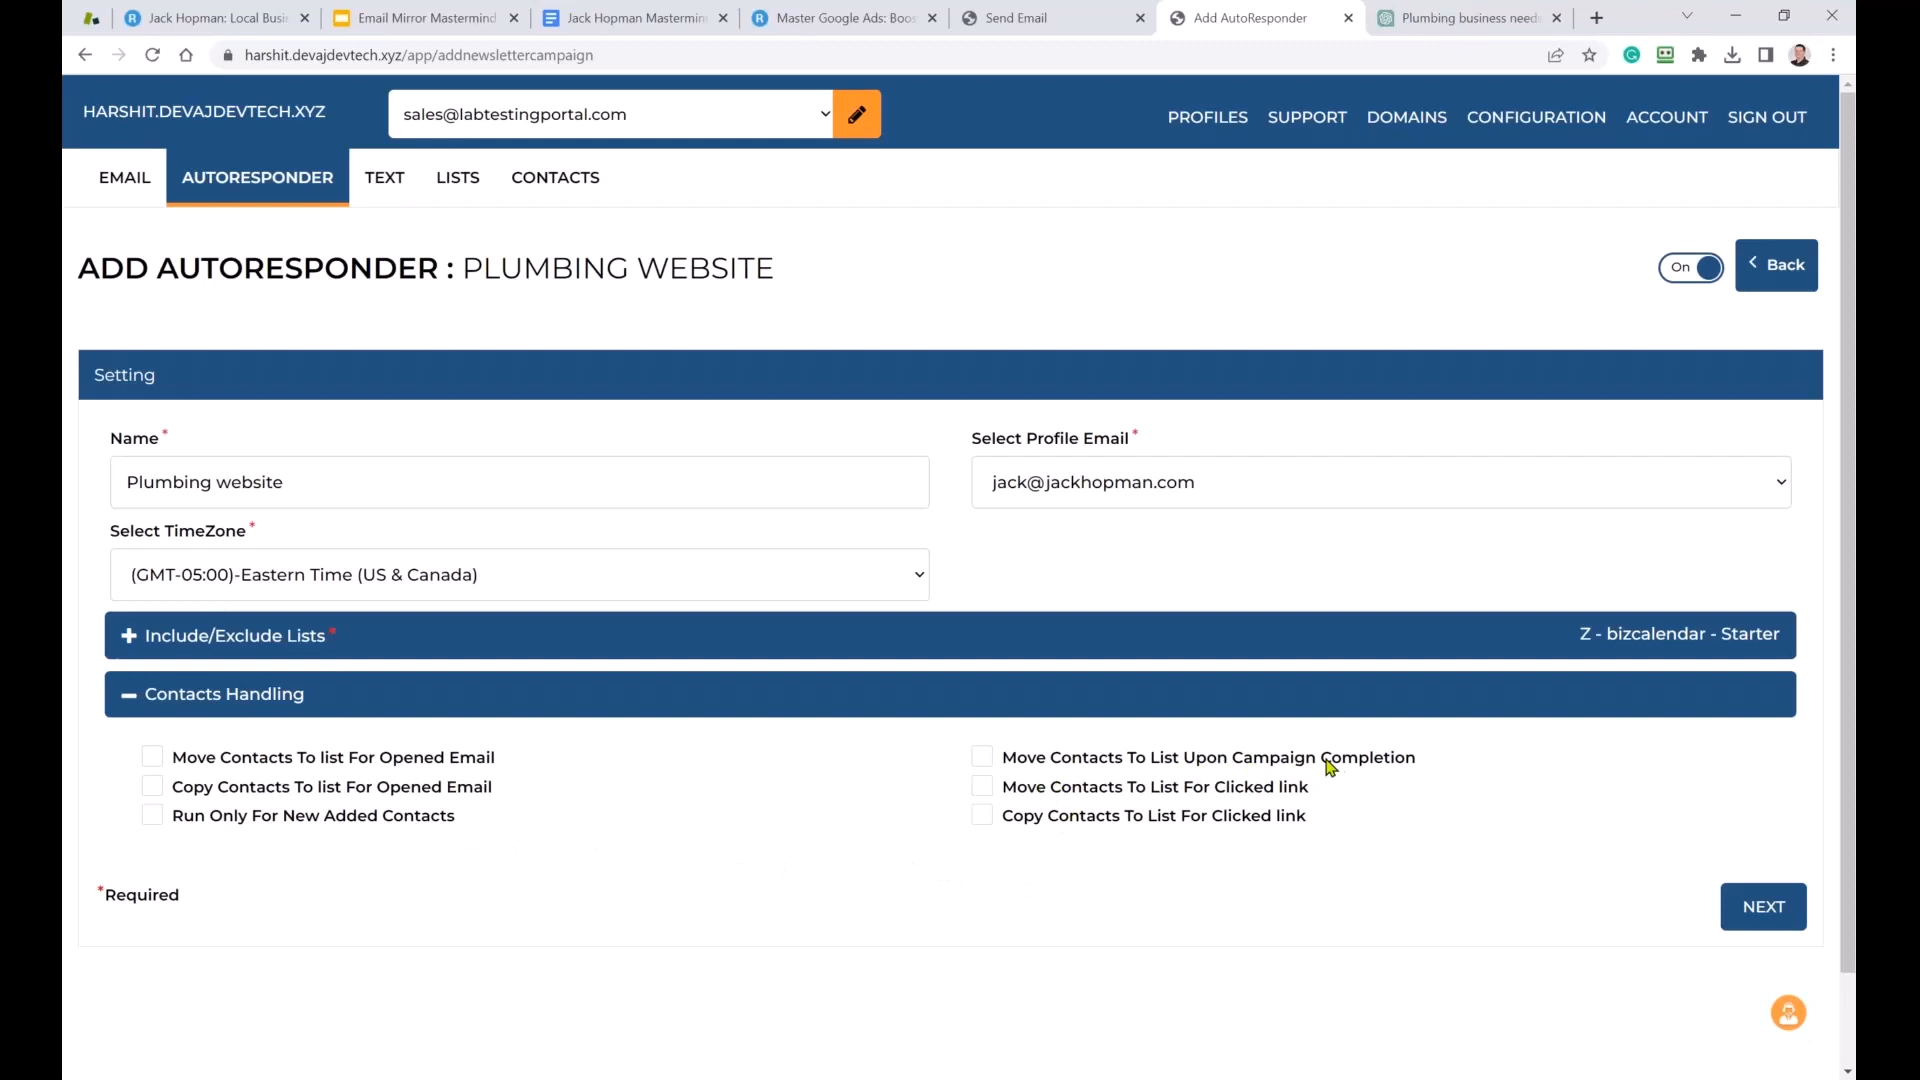 Jack Hopman: Local Busi
Email Mirror Mastermind
Jack Hopman Mastermin
Master Google Ads: Boos
Send Email
Add AutoResponder
Plumbing business needs
harshit.devajdevtech.xyz/app/addnewslettercampaign
HARSHIT.DEVAJDEVTECH.XYZ
sales@labtestingportal.com
PROFILES SUPPORT DOMAINS CONFIGURATION ACCOUNT SIGN OUT
EMAIL AUTORESPONDER TEXT LISTS CONTACTS
ADD AUTORESPONDER : PLUMBING WEBSITE
On
Back
Setting
Name *
Select Profile Email *
Plumbing website
jack@jackhopman.com
Select TimeZone *
(GMT-05:00)-Eastern Time (US & Canada)
Include/Exclude Lists *
Z - bizcalendar - Starter
Contacts Handling
Move Contacts To list For Opened Email
Move Contacts To List Upon Campaign Completion
Copy Contacts To list For Opened Email
Move Contacts To List For Clicked link
Run Only For New Added Contacts
Copy Contacts To List For Clicked link
*Required
NEXT